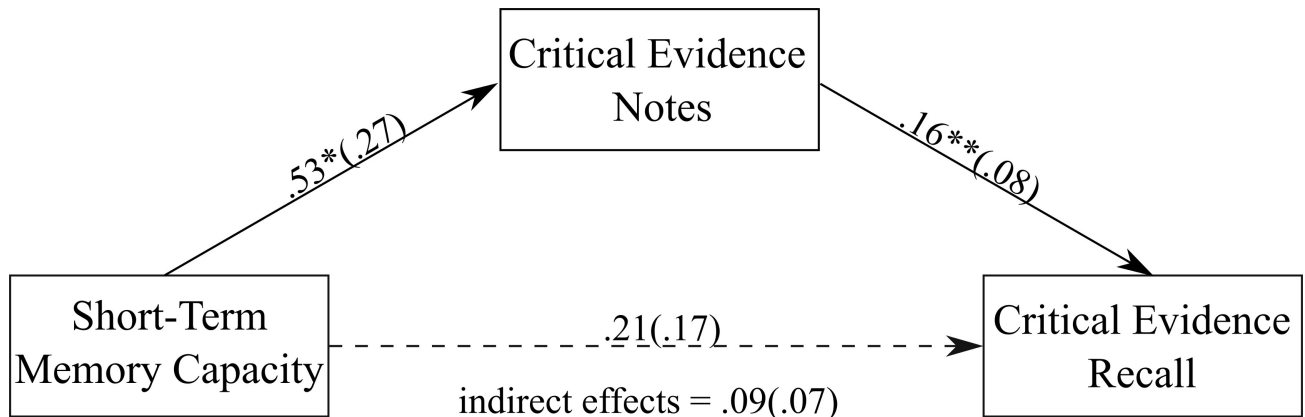 Critical Evidence
Notes
.53*(.27)
.16**(.08)
Short-Term
Memory Capacity
.21(.17)
Critical Evidence
Recall
indirect effects = .09(.07)